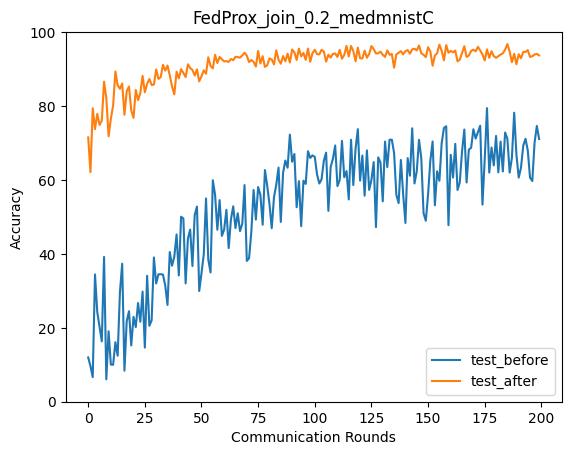 FedProx_join_0.2_medmnistC
100
80
60
40
20
0
Accuracy
0 25 50 75 100 125 150 175 200
Communication Rounds
test_before
test_after